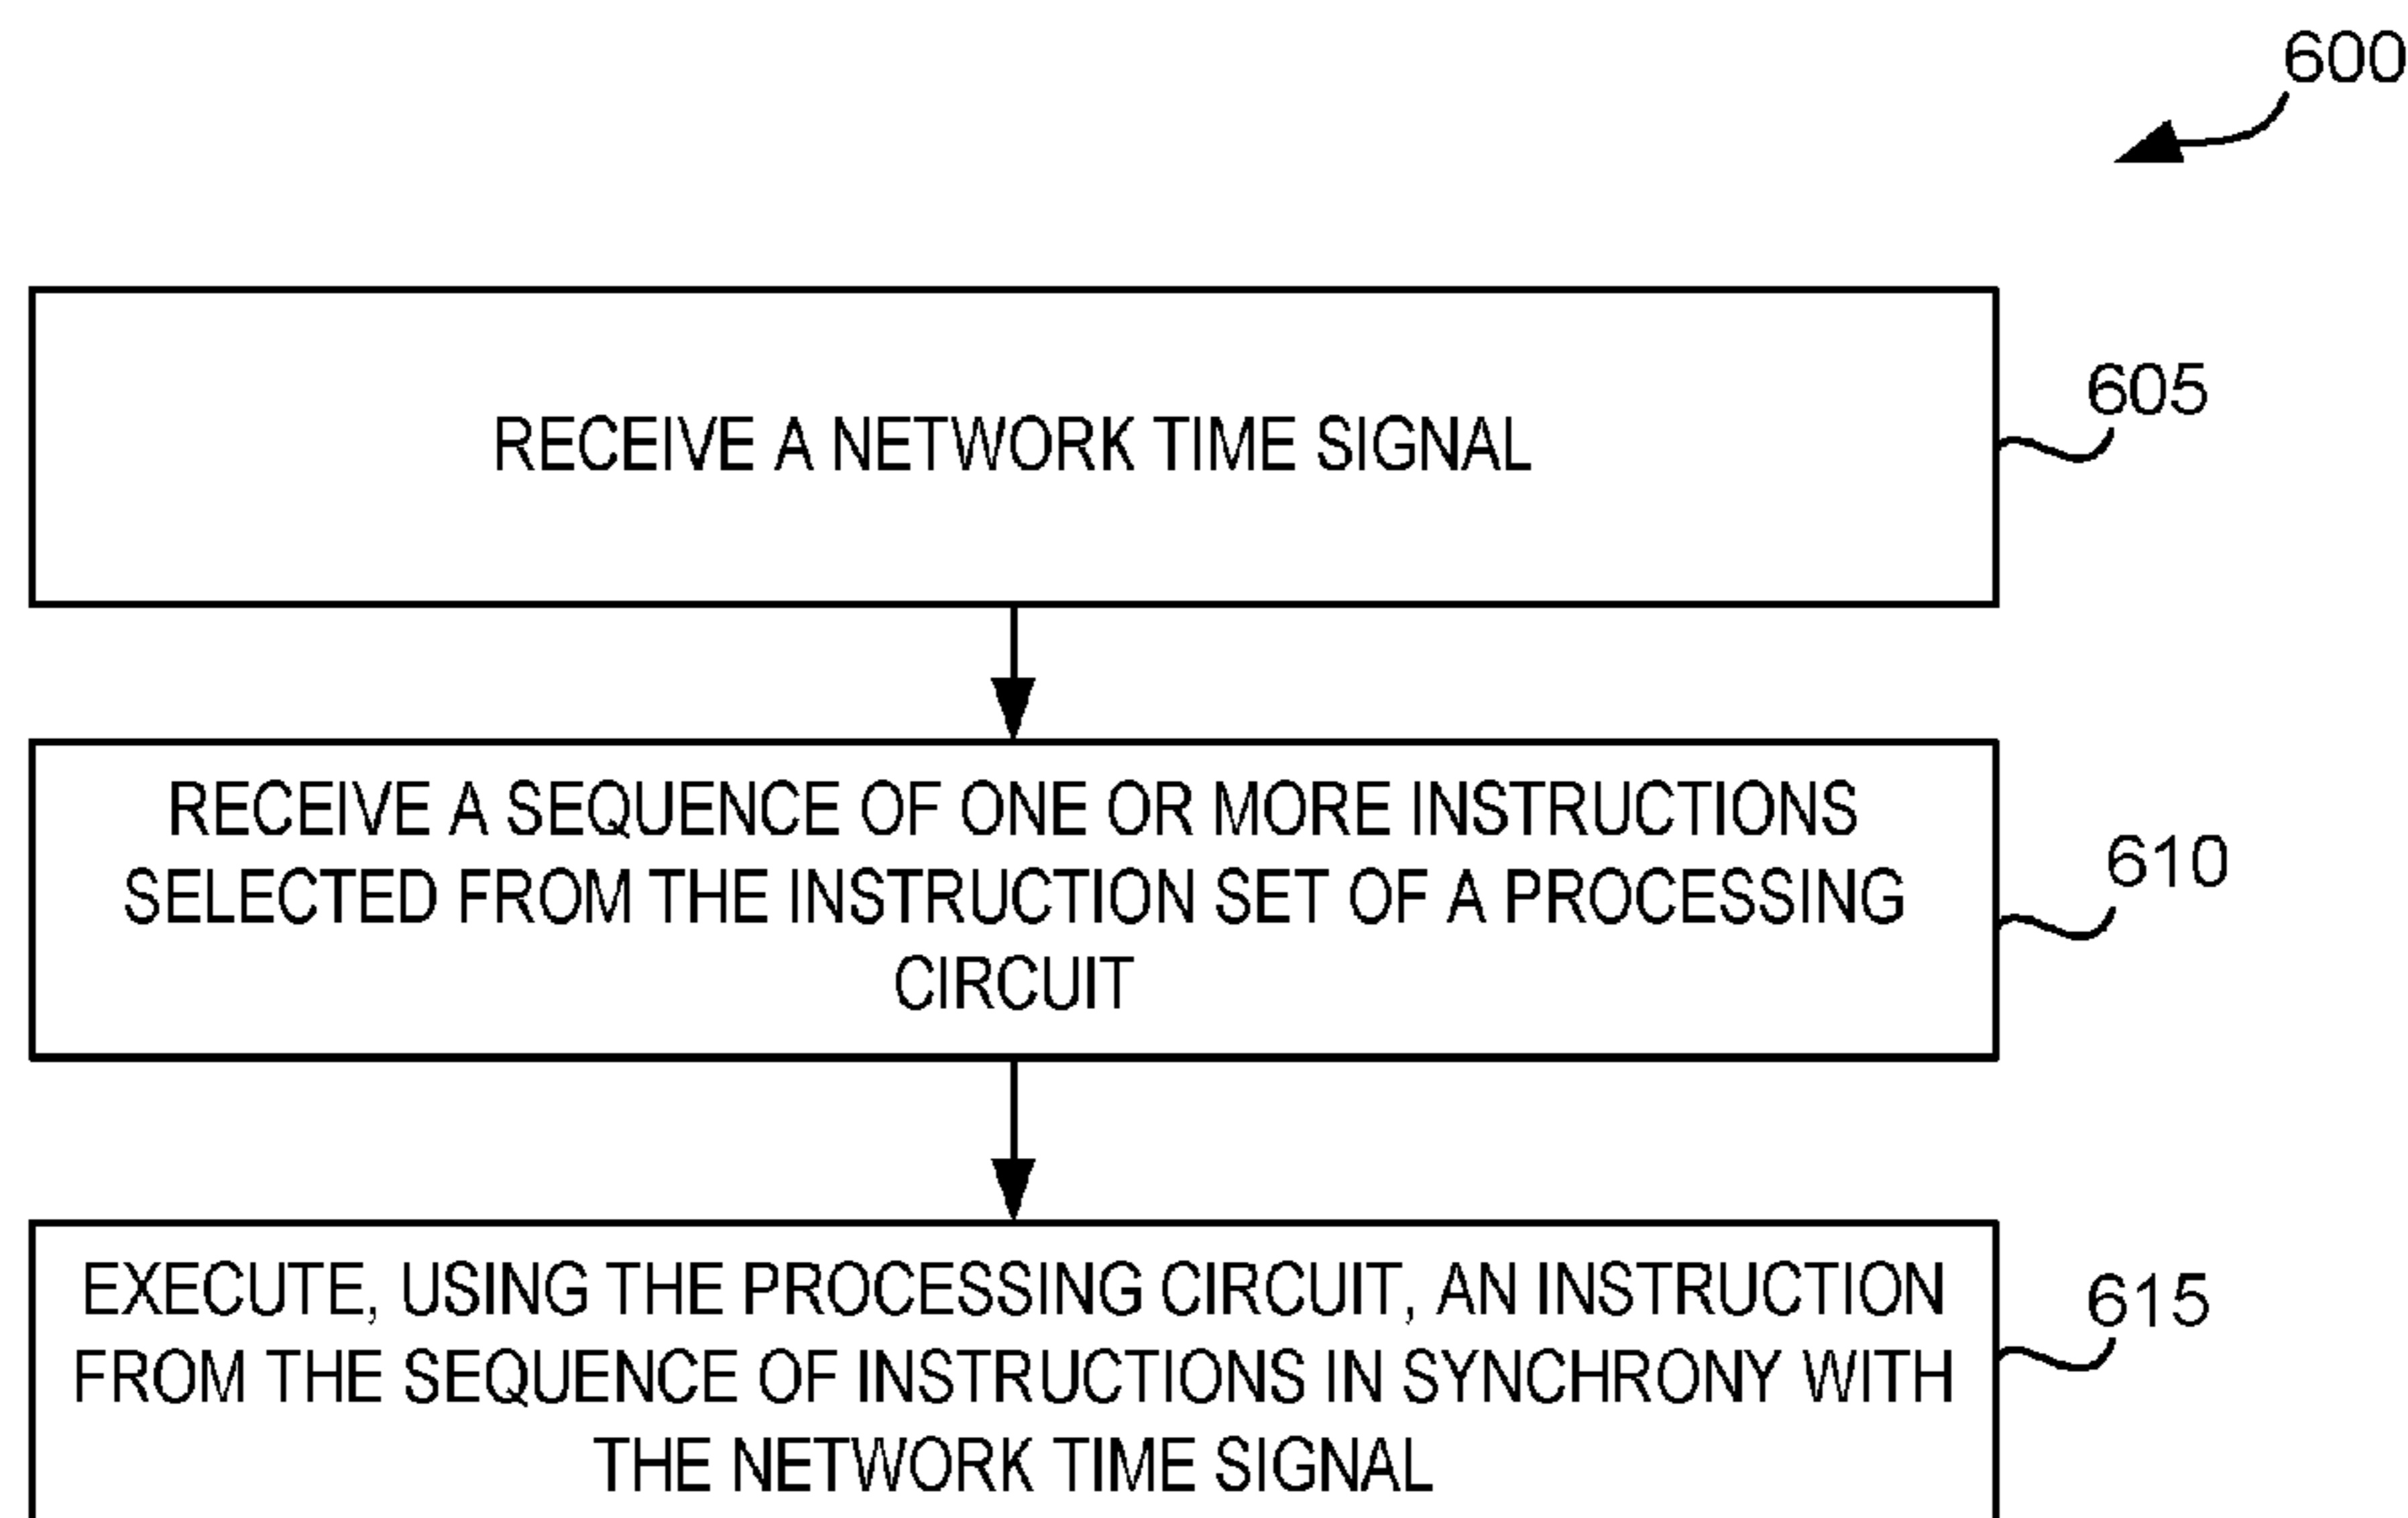 600
RECEIVE A NETWORK TIME SIGNAL
605
RECEIVE A SEQUENCE OF ONE OR MORE INSTRUCTIONS
SELECTED FROM THE INSTRUCTION SET OF A PROCESSING
CIRCUIT
610
EXECUTE, USING THE PROCESSING CIRCUIT, AN INSTRUCTION
FROM THE SEQUENCE OF INSTRUCTIONS IN SYNCHRONY WITH
THE NETWORK TIME SIGNAL
615